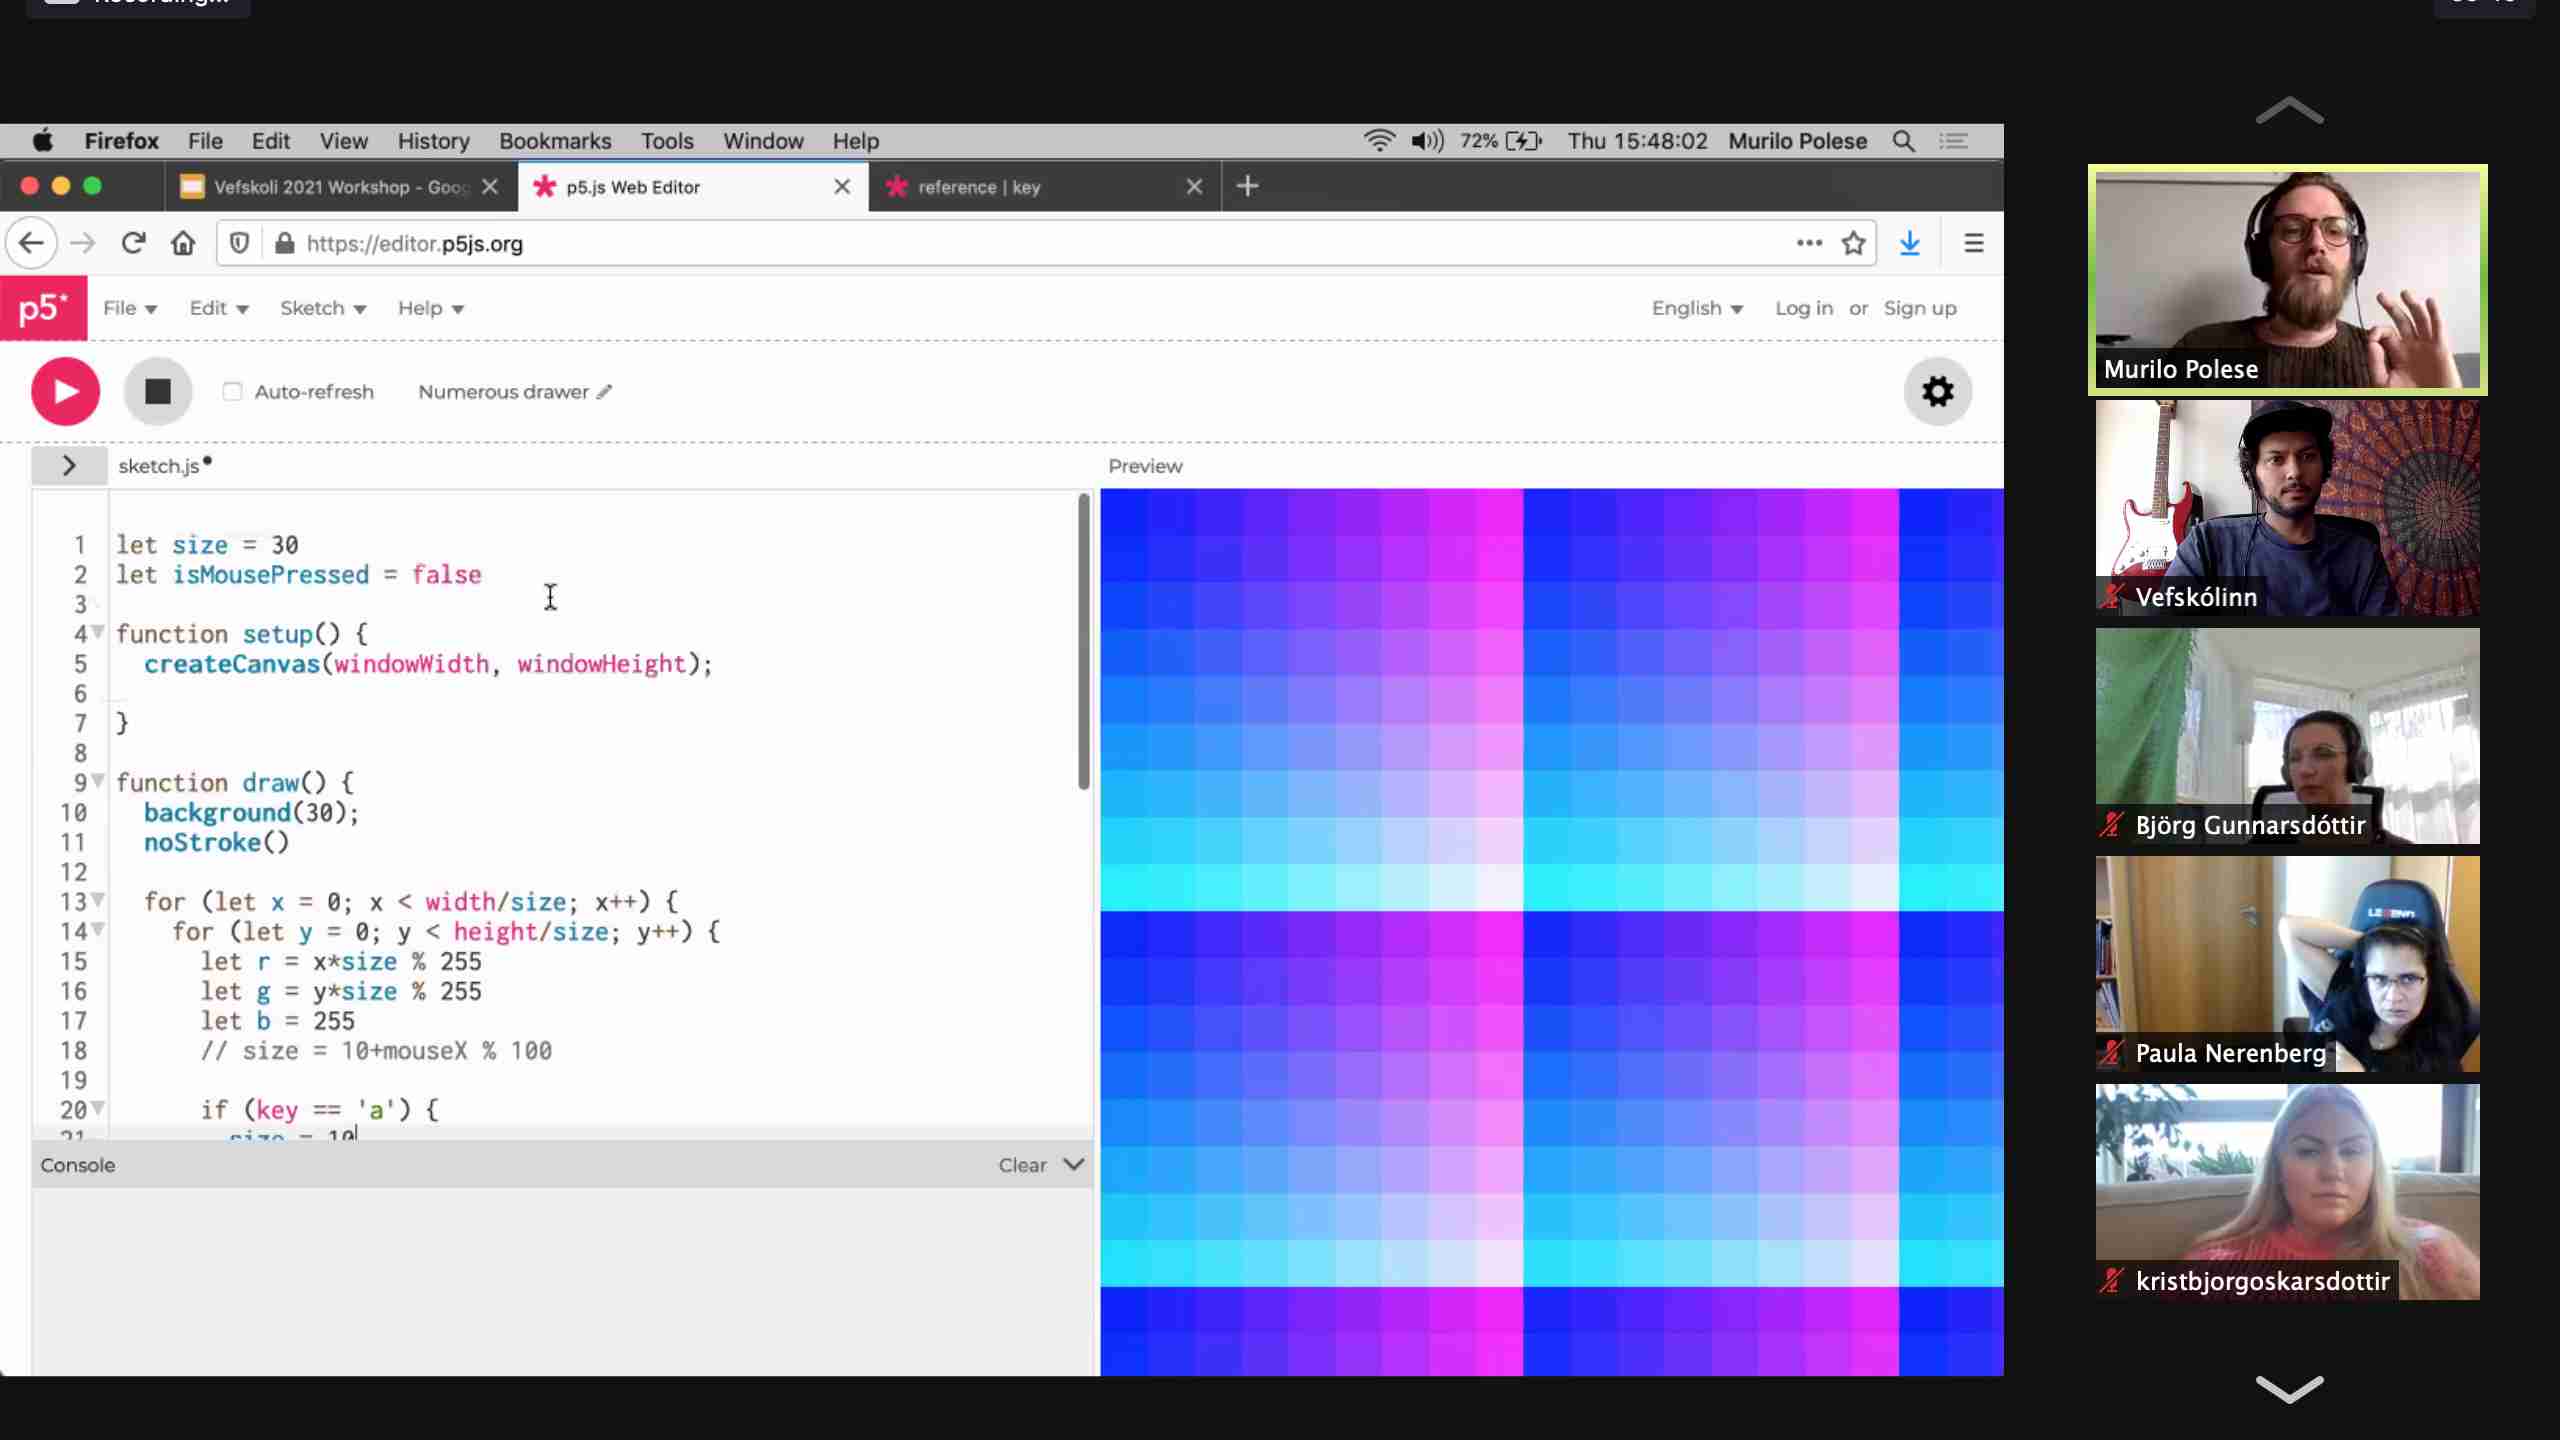 Recording...
Firefox File Edit View History Bookmarks Tools Window Help 72% Thu 15:48:02 Murilo Polese
Vefskoli 2021 Workshop - Goog p5.js Web Editor reference | key
https://editor.p5js.org
p5* File Edit Sketch Help English Log in or Sign up
Auto-refresh Numerous drawer
sketch.js Preview
1 let size = 30
2 let isMousePressed = false
3
4 function setup() {
5 createCanvas(windowWidth, windowHeight);
6
7 }
8
9 function draw() {
10 background(30);
11 noStroke()
12
13 for (let x = 0; x < width/size; x++) {
14 for (let y = 0; y < height/size; y++) {
15 let r = x*size % 255
16 let g = y*size % 255
17 let b = 255
18 // size = 10+mouseX % 100
19
20 if (key == 'a') {
21 size = 10
Console Clear
Murilo Polese
Vefskólinn
Björg Gunnarsdóttir
LEGEND
Paula Nerenberg
kristbjorgoskarsdottir